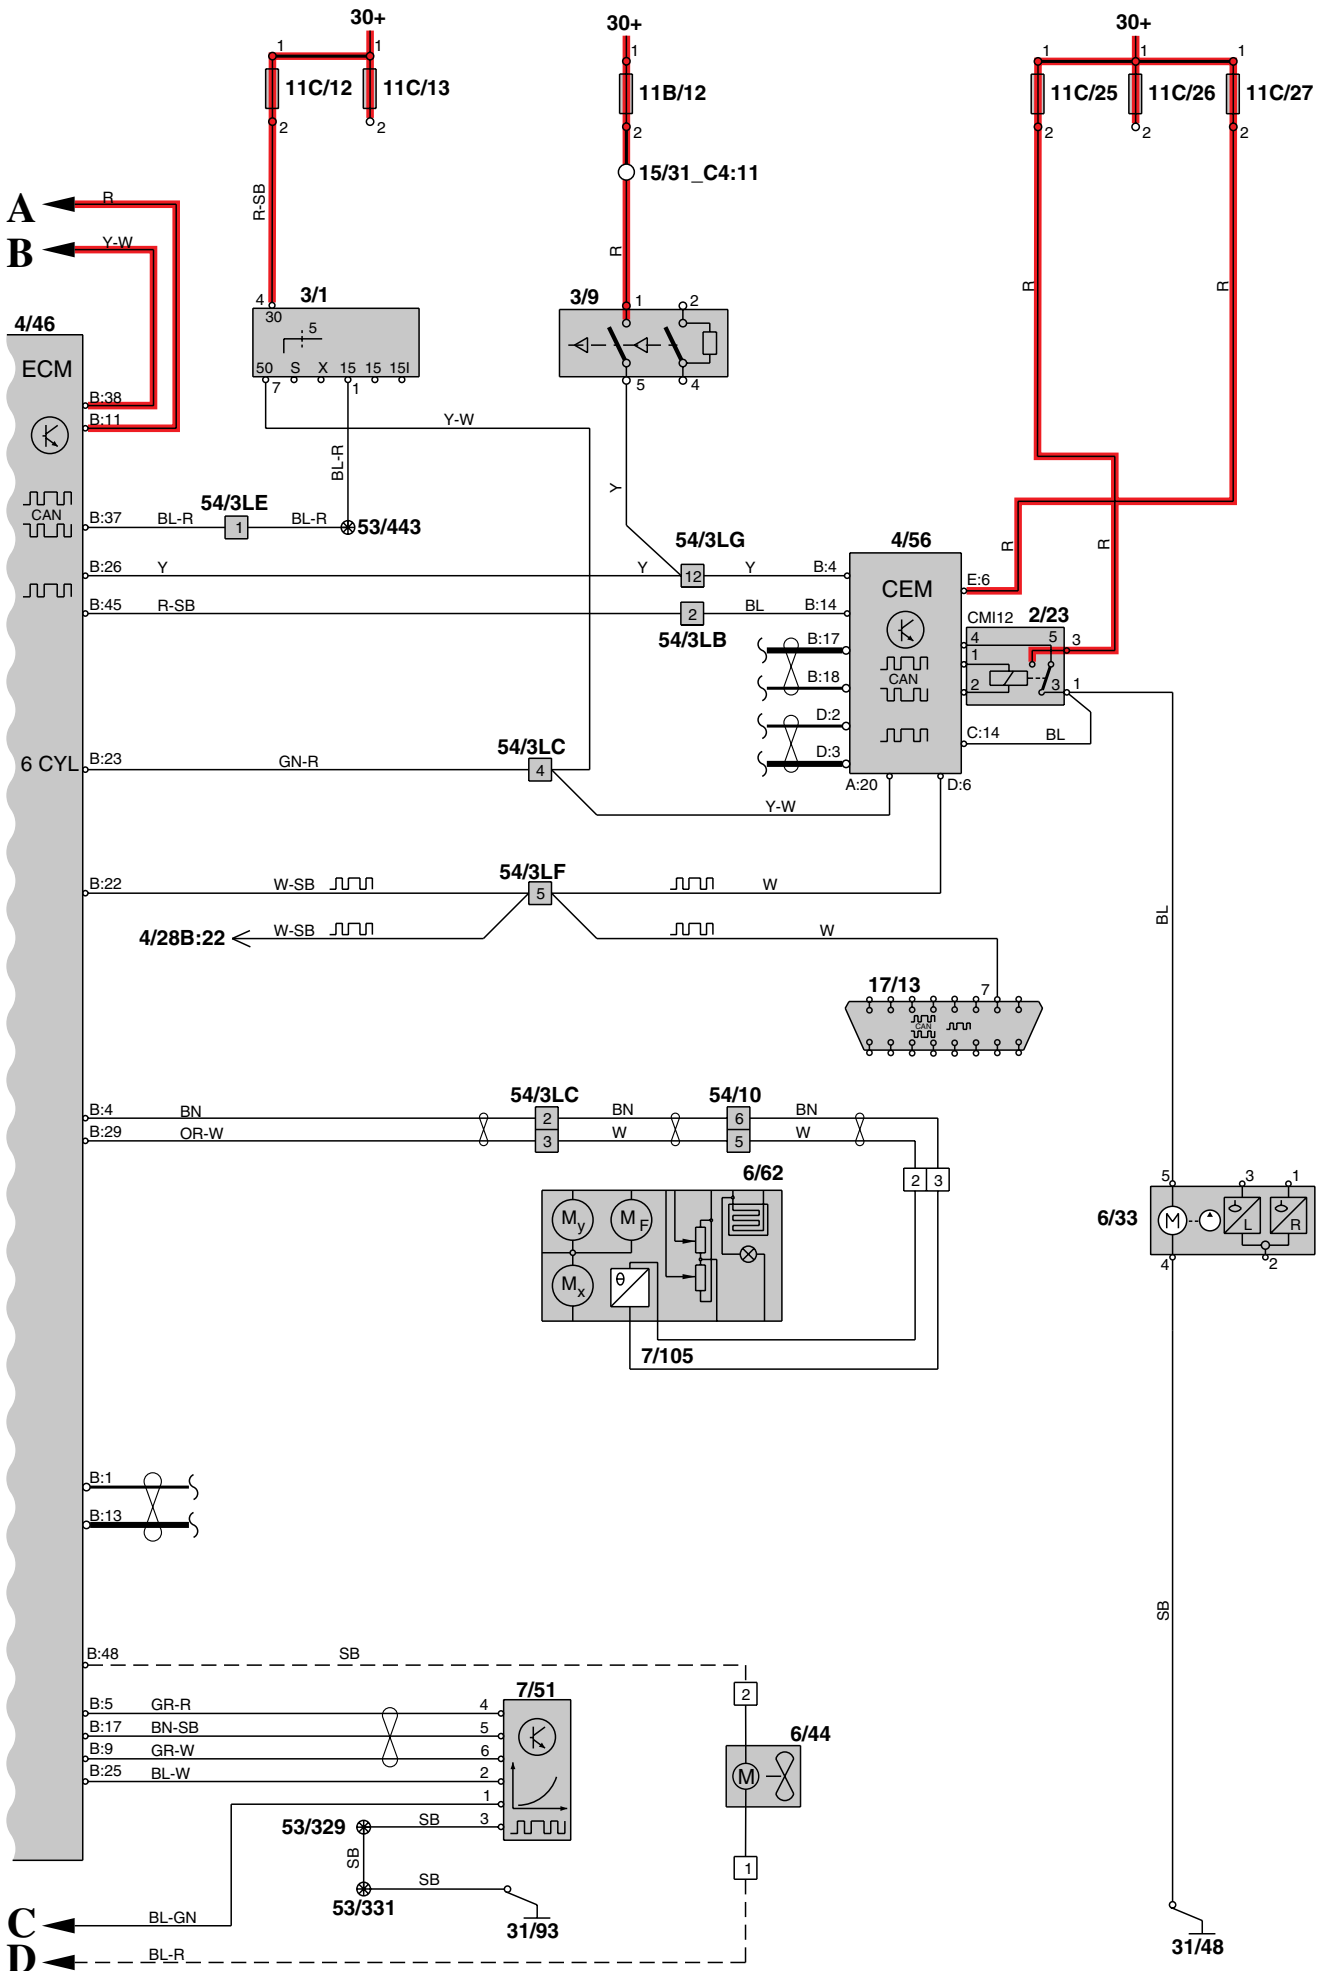 30+ 30+ 30+
1 1 1 1 1 1
11C/12 11C/13 11B/12 11C/25 11C/26 11C/27
2 2 2 2 2 2
15/31_C4:11
R-SB
A R
B Y-W
R
R R
4 3/1
30
5
50 S X 15 15 15I
7 1
3/9 1 2
5 4
4/46
ECM
B:38
B:11
Y-W
BL-R
Y
CAN
54/3LE
B:37 BL-R 1 BL-R 53/443
54/3LG
B:26 Y Y 12 Y B:4
B:45 R-SB 2 BL B:14
54/3LB
4/56
CEM
CAN
E:6
R R
CMI12 2/23
4 5 3
1
2 3 1
C:14 BL
B:17
B:18
D:2
D:3
A:20 D:6
54/3LC
6 CYL B:23 GN-R 4
Y-W
54/3LF
B:22 W-SB 5 W
4/28B:22 W-SB W
BL
17/13 7
CAN
54/3LC 54/10
B:4 BN 2 BN 6 BN
B:29 OR-W 3 W 5 W
6/62
2 3
My MF
Mx θ
7/105
5 3 1
6/33 M L R
4 2
B:1
B:13
SB
B:48 SB
2
7/51
B:5 GR-R 4
B:17 BN-SB 5
B:9 GR-W 6
B:25 BL-W 2
1
53/329 SB 3
SB
SB
53/331
31/93
6/44
M
1
C BL-GN
D BL-R
31/48